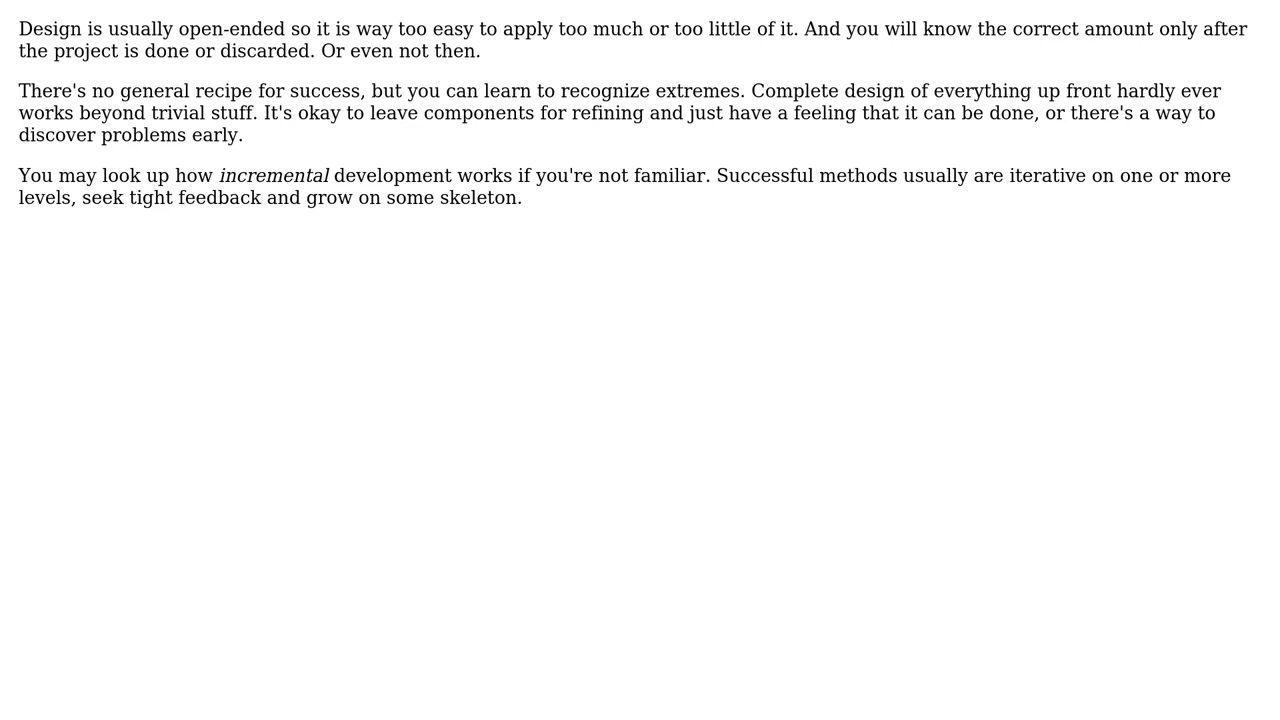 Design is usually open-ended so it is way too easy to apply too much or too little of it. And you will know the correct amount only after
the project is done or discarded. Or even not then.
There's no general recipe for success, but you can learn to recognize extremes. Complete design of everything up front hardly ever
works beyond trivial stuff. It's okay to leave components for refining and just have a feeling that it can be done, or there's a way to
discover problems early.
You may look up how incremental development works if you're not familiar. Successful methods usually are iterative on one or more
levels, seek tight feedback and grow on some skeleton.